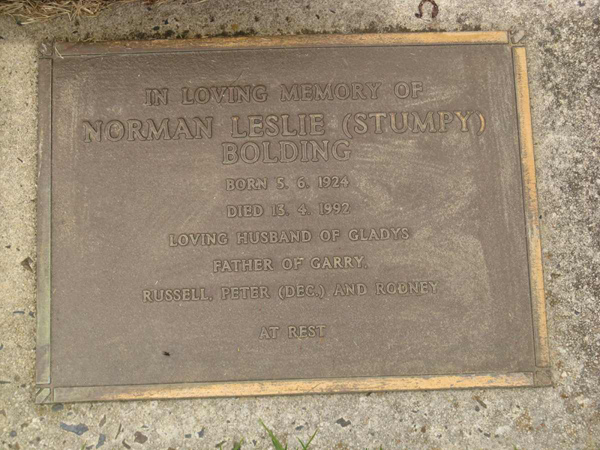 IN LOVING MEMORY OF
NORMAN LESLIE (STUMPY)
BOLDING
BORN 5. 6. 1924
DIED 13. 4. 1992
LOVING HUSBAND OF GLADYS
FATHER OF GARRY,
RUSSELL, PETER (DEC.) AND RODNEY
AT REST